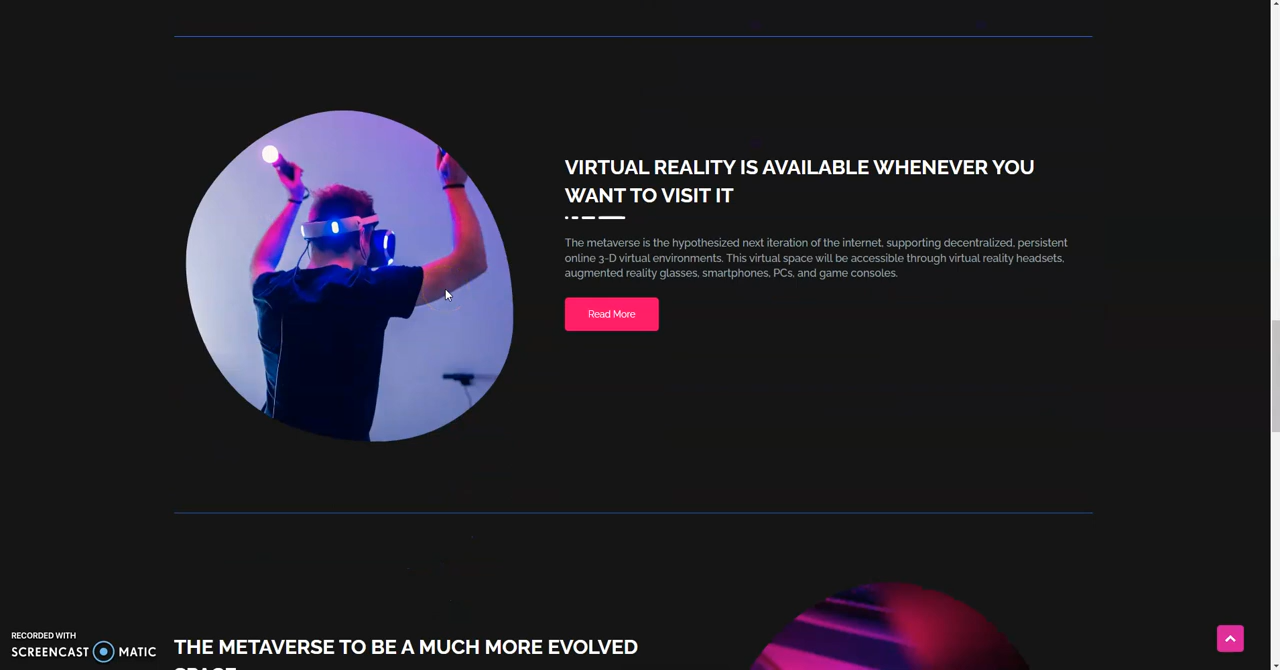 VIRTUAL REALITY IS AVAILABLE WHENEVER YOU
WANT TO VISIT IT
The metaverse is the hypothesized next iteration of the internet, supporting decentralized, persistent
online 3-D virtual environments. This virtual space will be accessible through virtual reality headsets,
augmented reality glasses, smartphones, PCs, and game consoles.
Read More
THE METAVERSE TO BE A MUCH MORE EVOLVED
SPACE
RECORDED WITH
SCREENCAST MATIC